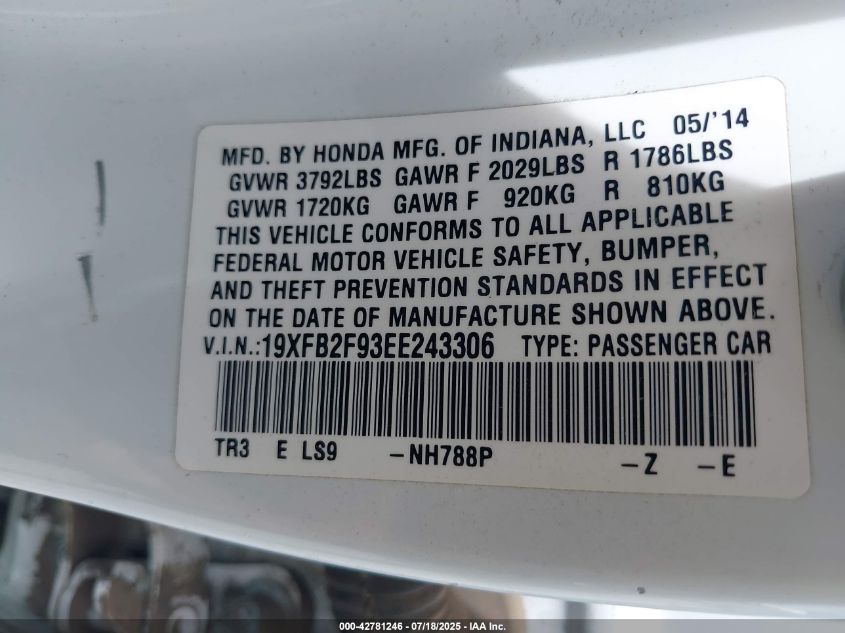 MFD. BY HONDA MFG. OF INDIANA, LLC 05/'14
GVWR 3792LBS GAWR F 2029LBS R 1786LBS
GVWR 1720KG GAWR F 920KG R 810KG
THIS VEHICLE CONFORMS TO ALL APPLICABLE
FEDERAL MOTOR VEHICLE SAFETY, BUMPER,
AND THEFT PREVENTION STANDARDS IN EFFECT
ON THE DATE OF MANUFACTURE SHOWN ABOVE.
V.I.N.:19XFB2F93EE243306 TYPE: PASSENGER CAR
TR3 E LS9 -NH788P -Z -E
000-42781246 - 07/18/2025 - IAA Inc.